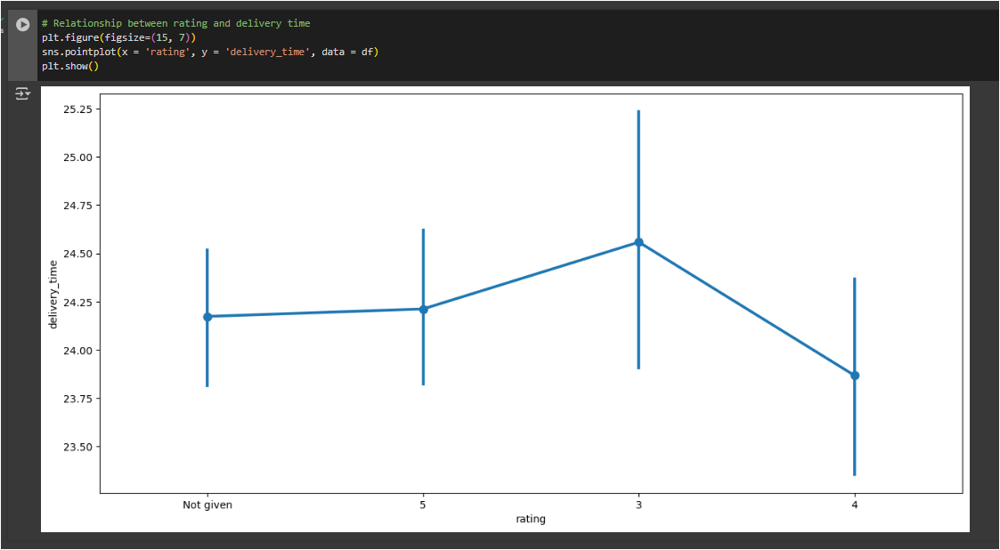 # Relationship between rating and delivery time
plt.figure(figsize=(15, 7))
sns.pointplot(x = 'rating', y = 'delivery_time', data = df)
plt.show()
25.25
25.00
24.75
24.50
24.25
24.00
23.75
23.50
delivery_time
Not given 5 3 4
rating